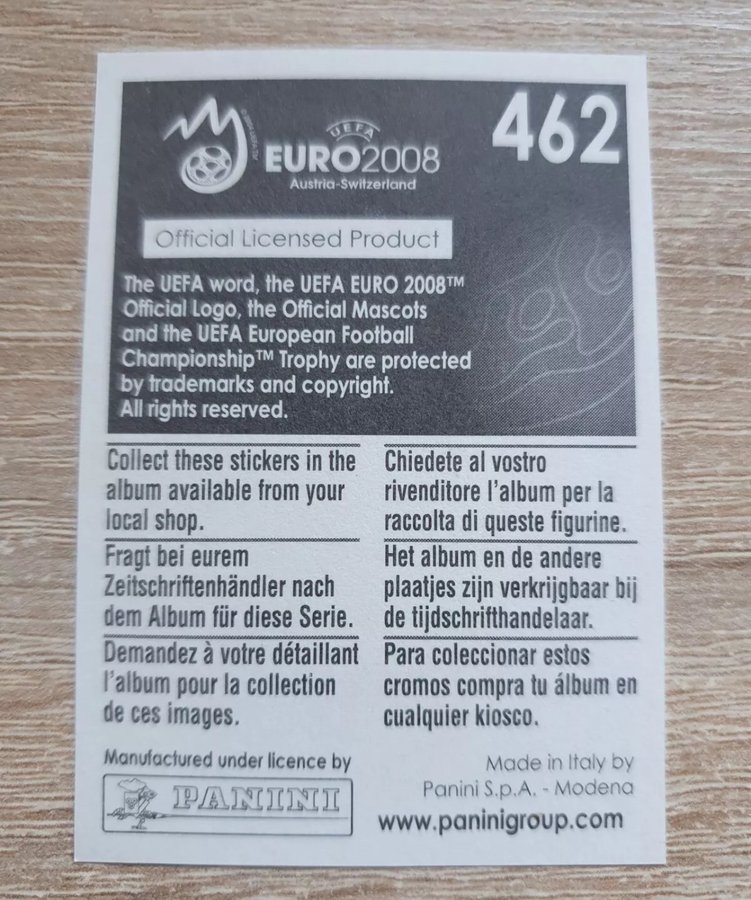 462
UEFA
EURO2008
Austria-Switzerland
Official Licensed Product
The UEFA word, the UEFA EURO 2008™
Official Logo, the Official Mascots
and the UEFA European Football
Championship™ Trophy are protected
by trademarks and copyright.
All rights reserved.
Collect these stickers in the
album available from your
local shop.
Chiedete al vostro
rivenditore l'album per la
raccolta di queste figurine.
Fragt bei eurem
Zeitschriftenhändler nach
dem Album für diese Serie.
Het album en de andere
plaatjes zijn verkrijgbaar bij
de tijdschrifthandelaar.
Demandez à votre détaillant
l'album pour la collection
de ces images.
Para coleccionar estos
cromos compra tu álbum en
cualquier kiosco.
Manufactured under licence by
PANINI
Made in Italy by
Panini S.p.A. - Modena
www.paninigroup.com